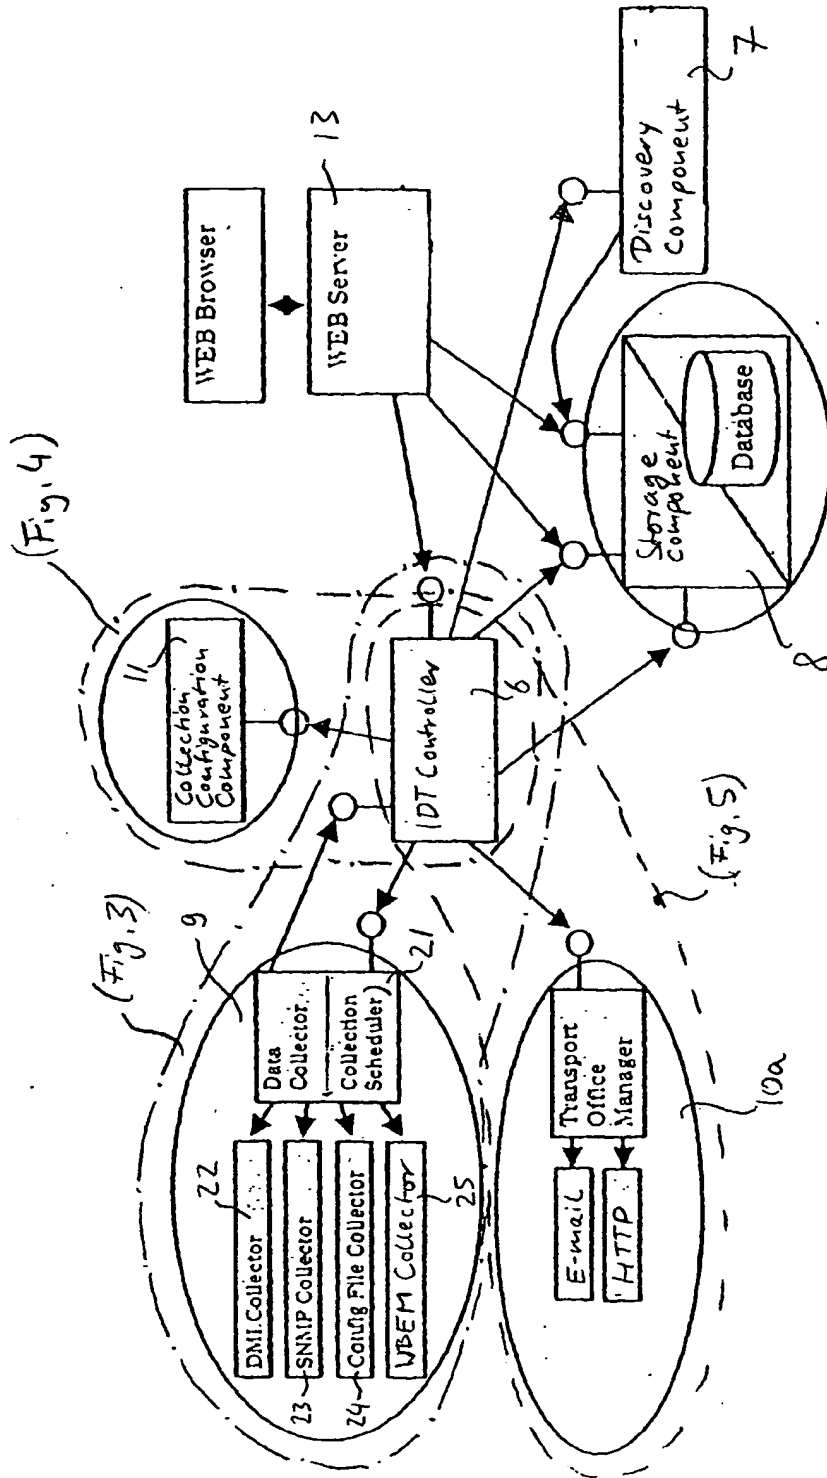 (Fig. 3)
9
22
DMI Collector
23
SNMP Collector
24
Config File Collector
WBEM Collector
25
Data
Collector
(Collection
Scheduler)
21
(Fig. 4)
11
Collection
Configuration
Component
WEB Browser
WEB Server
13
IDT Controller
6
E-mail
HTTP
Transport
Office
Manager
10a
(Fig. 5)
Storage
Component
Database
8
Discovery
Component
7